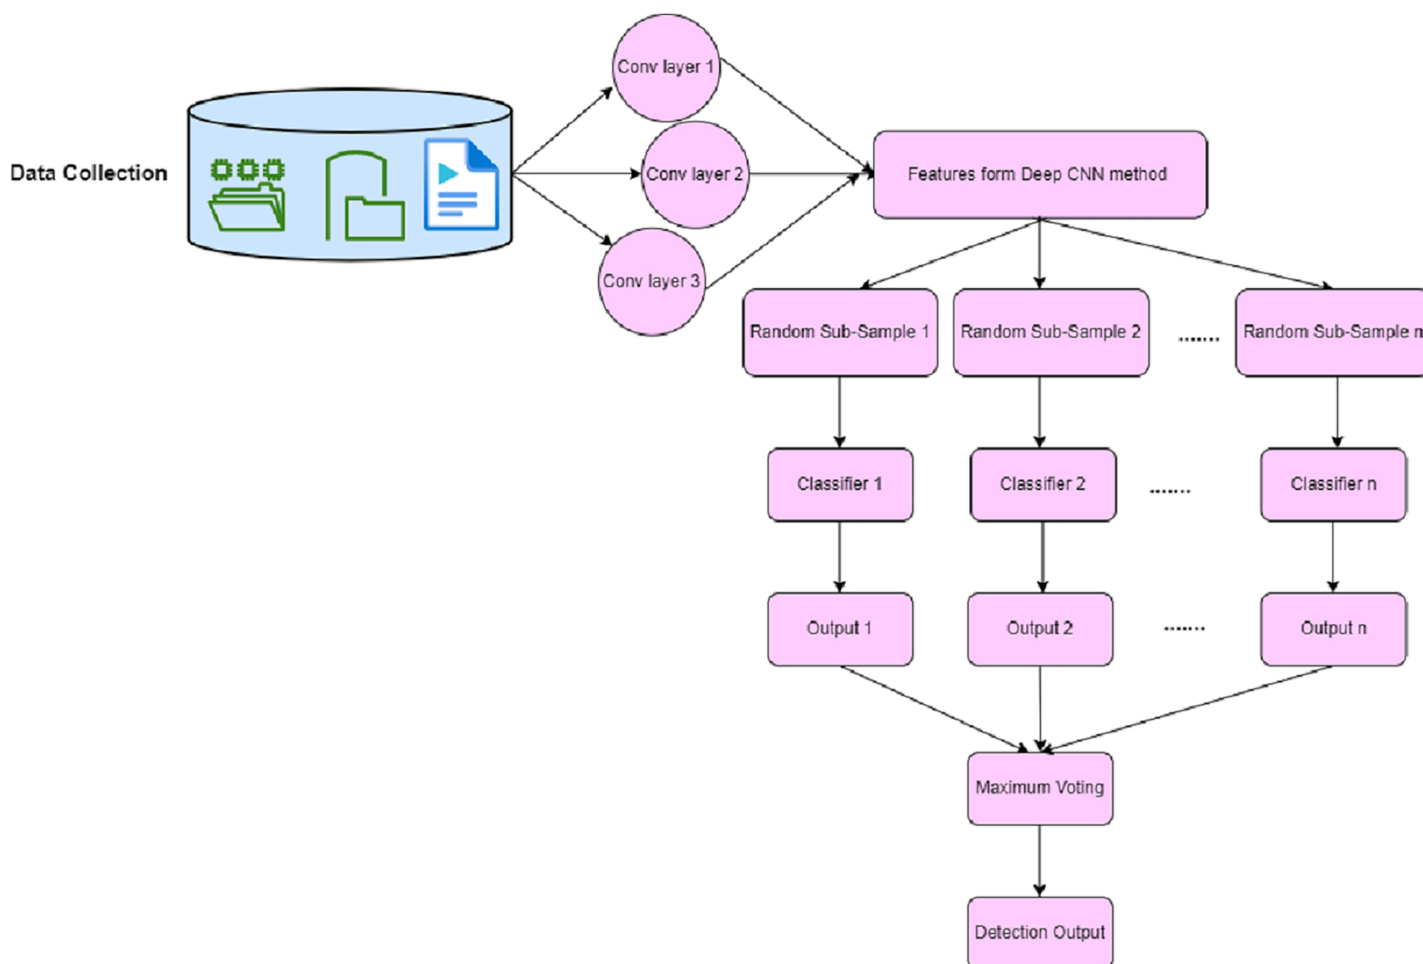 Data Collection
Conv layer 1
Conv layer 2
Conv layer 3
Features form Deep CNN method
Random Sub-Sample 1
Random Sub-Sample 2
.......
Random Sub-Sample m
Classifier 1
Classifier 2
.......
Classifier n
Output 1
Output 2
.......
Output n
Maximum Voting
Detection Output